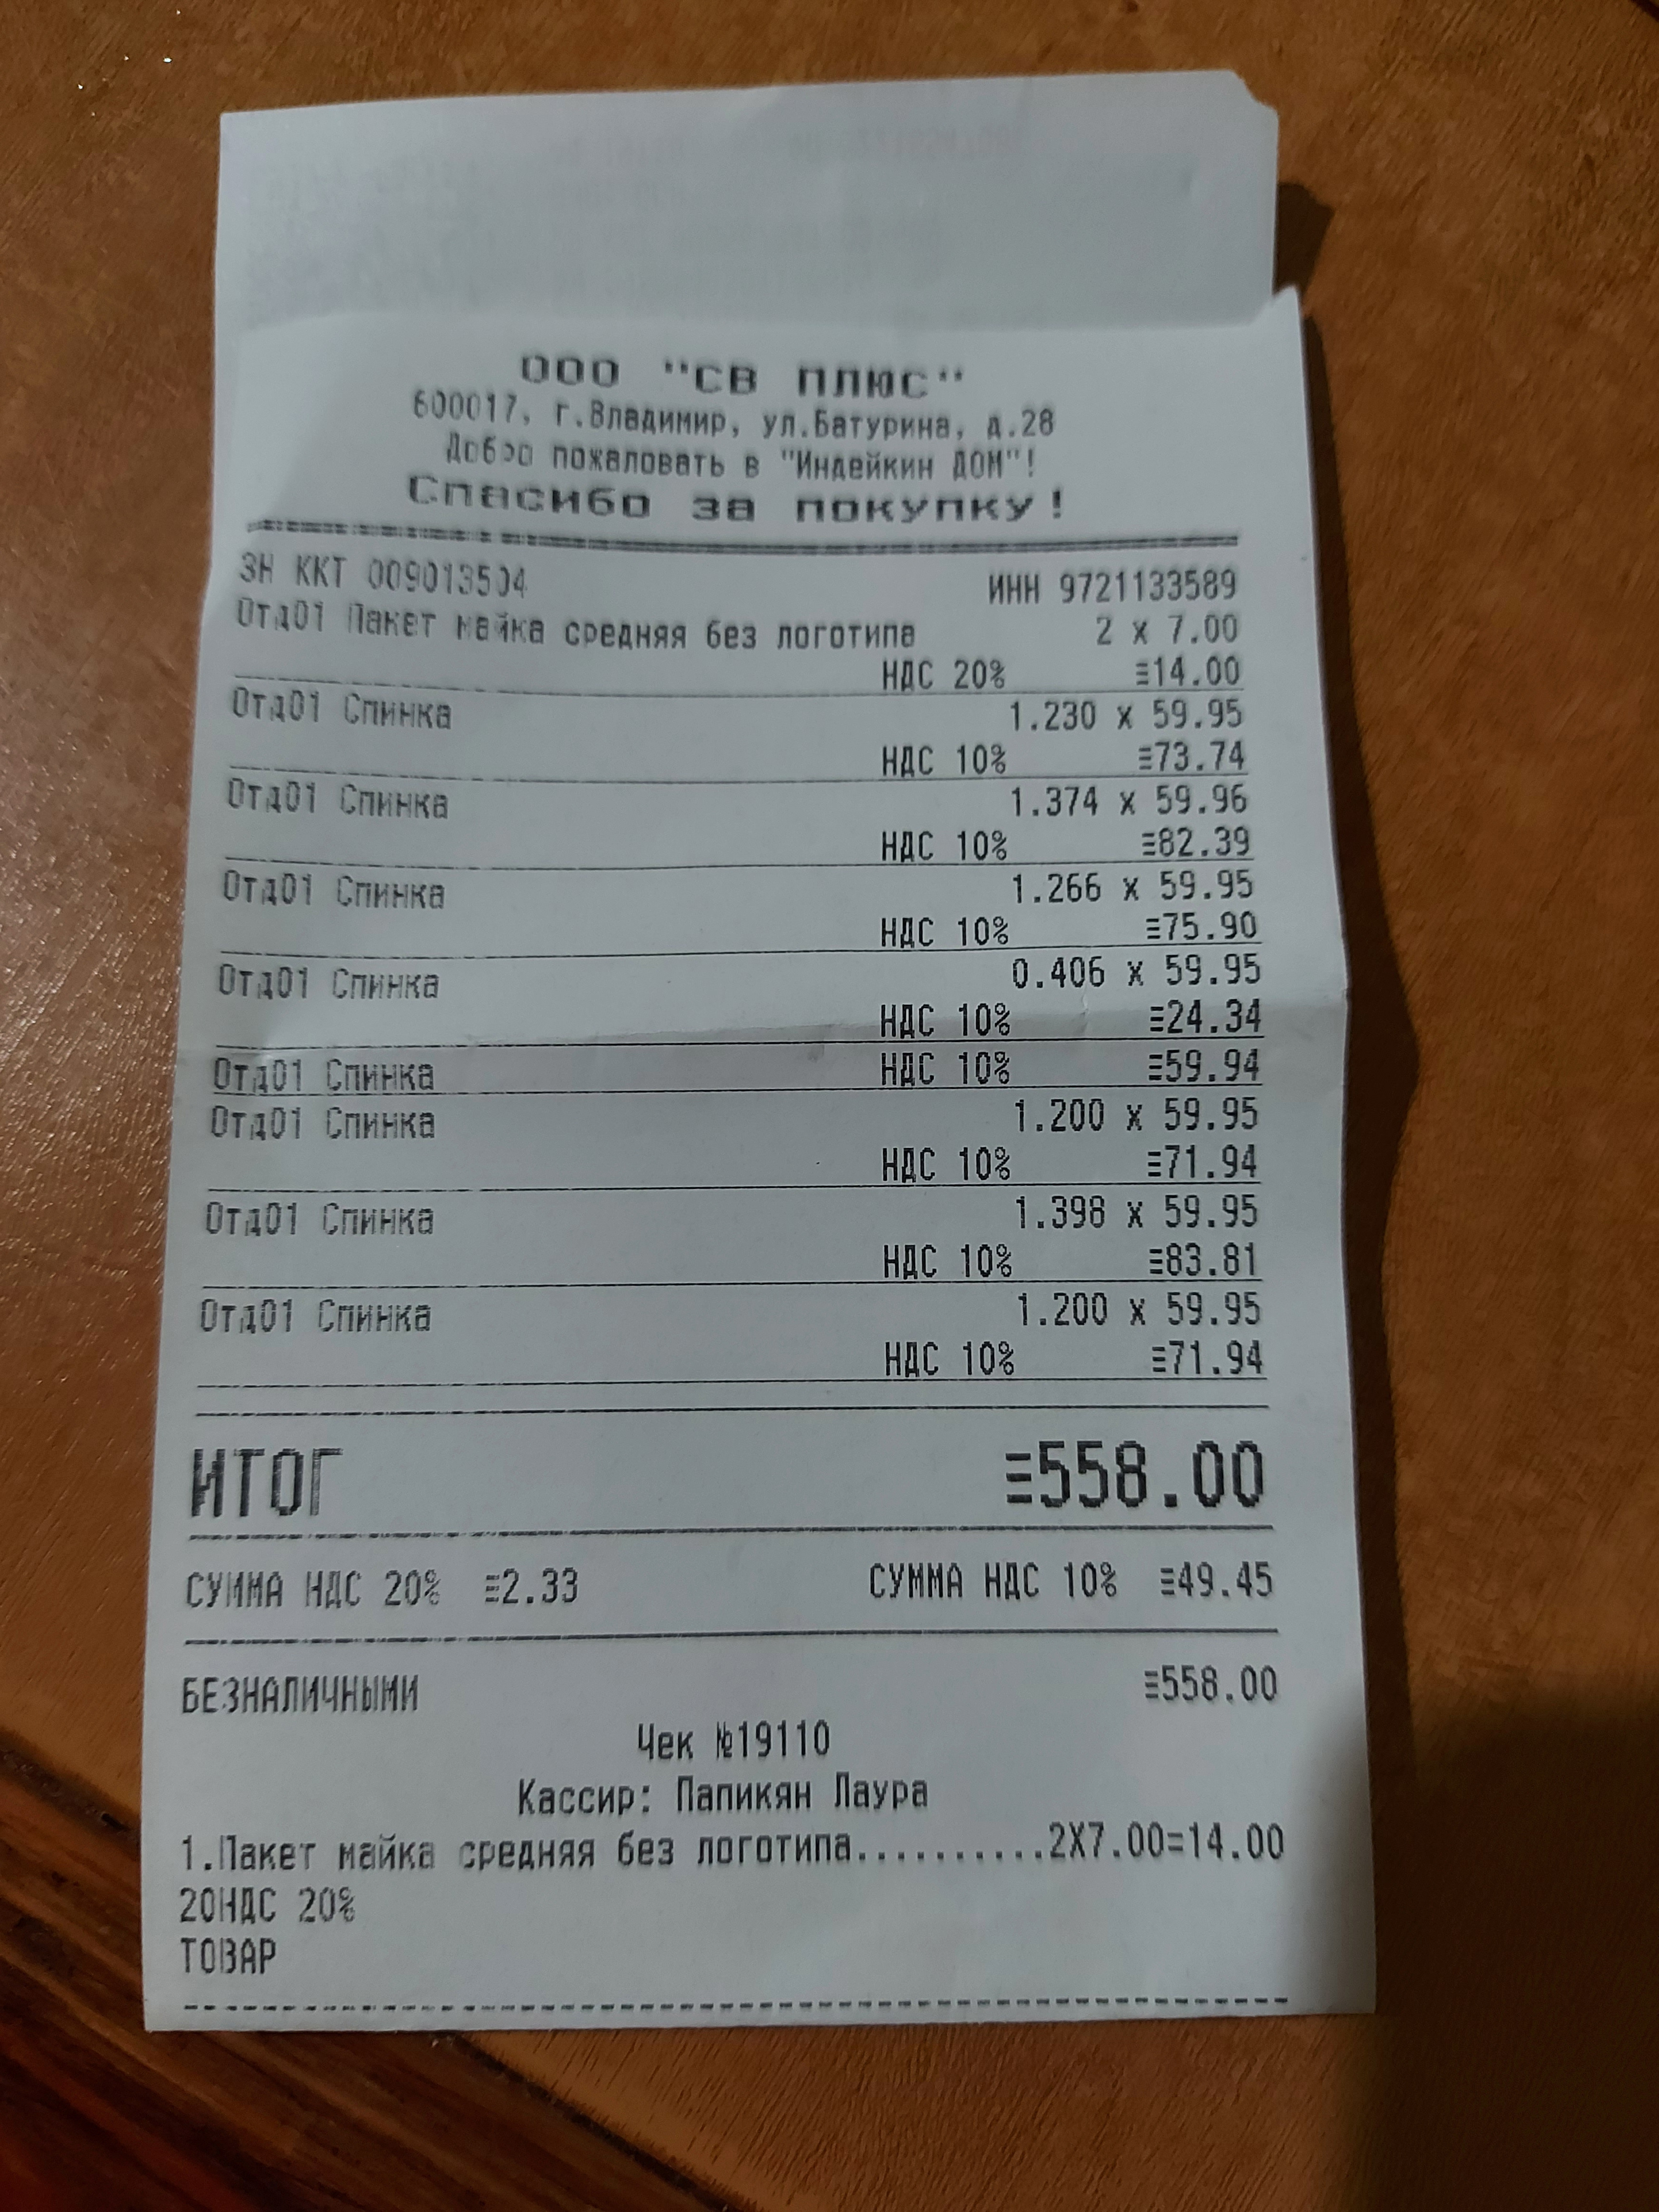 ООО "СВ ПЛЮС"
600017, г.Владимир, ул.Батурина, д.28
Добро пожаловать в "Индейкин ДОМ"!
Спасибо за покупку!
ЗН ККТ 009013504 ИНН 9721133589
Отд01 Пакет майка средняя без логотипа 2 x 7.00
НДС 20% ≡14.00
Отд01 Спинка 1.230 x 59.95
НДС 10% ≡73.74
Отд01 Спинка 1.374 x 59.96
НДС 10% ≡82.39
Отд01 Спинка 1.266 x 59.95
НДС 10% ≡75.90
Отд01 Спинка 0.406 x 59.95
НДС 10% ≡24.34
Отд01 Спинка НДС 10% ≡59.94
Отд01 Спинка 1.200 x 59.95
НДС 10% ≡71.94
Отд01 Спинка 1.398 x 59.95
НДС 10% ≡83.81
Отд01 Спинка 1.200 x 59.95
НДС 10% ≡71.94
ИТОГ ≡558.00
СУММА НДС 20% ≡2.33 СУММА НДС 10% ≡49.45
БЕЗНАЛИЧНЫМИ ≡558.00
Чек №19110
Кассир: Папикян Лаура
1.Пакет майка средняя без логотипа..........2X7.00=14.00
20НДС 20%
ТОВАР